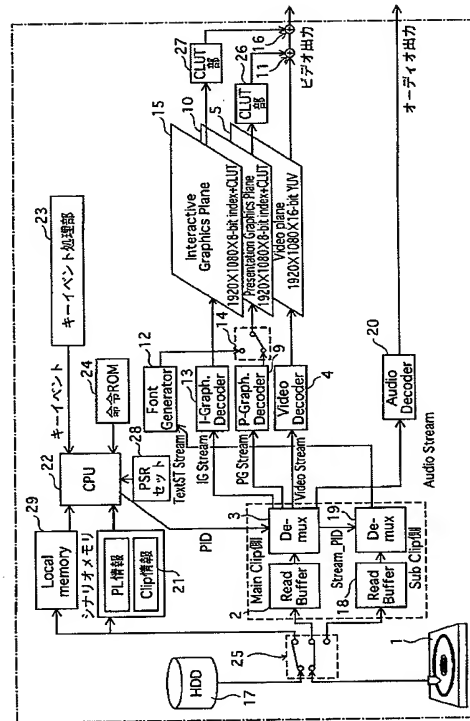 23
キーイベント処理部
キーイベント
24
命令ROM
22
CPU
28
PSR
セット
29
Local
memory
シナリオメモリ
PL情報
Clip情報
21
PID
TextST Stream
12
Font
Generator
14
13
I-Graph.
Decoder
IG Stream
P-Graph.
Decoder
9
PG Stream
Video
Decoder
4
Video Stream
15
Interactive
Graphics Plane
1920×1080×8-bit index+CLUT
10
Presentation Graphics Plane
1920×1080×8-bit index+CLUT
5
Video plane
1920×1080×16-bit YUV
27
CLUT部
26
CLUT部
16
11
ビデオ出力
オーディオ出力
20
Audio
Decoder
Audio Stream
Main Clip側
3
De-
mux
2
Read
Buffer
Stream_PID
19
De-
mux
18
Read
Buffer
Sub Clip側
25
HDD
17
1